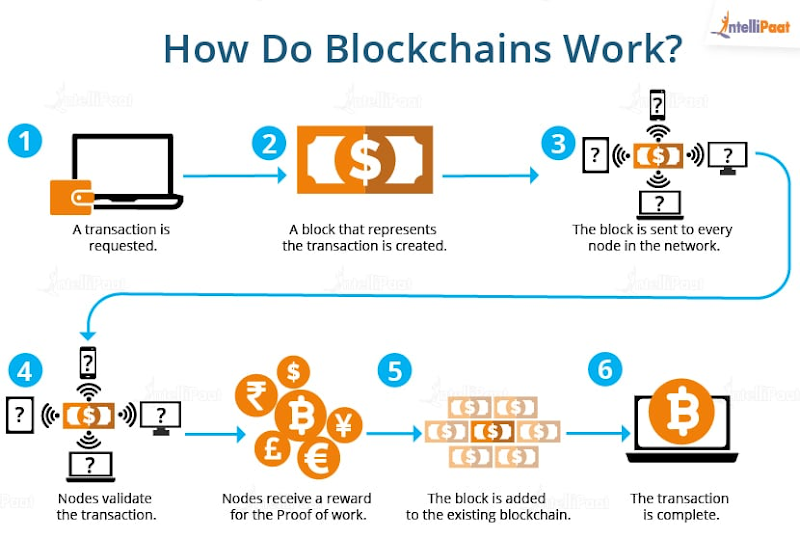 IntelliPaat
How Do Blockchains Work?
1
2
3
$
?
?
$
?
?
A transaction is
requested.
A block that represents
the transaction is created.
The block is sent to every
node in the network.
4
5
6
?
?
$
?
?
$
₹
₿
¥
£
€
$ $
$ $ $
$ $
₿
Nodes validate
the transaction.
Nodes receive a reward
for the Proof of work.
The block is added
to the existing blockchain.
The transaction
is complete.